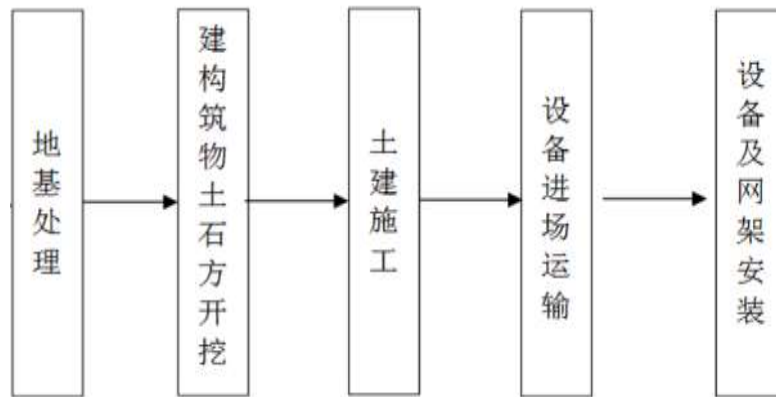 地基处理
建构筑物土石方开挖
土建施工
设备进场运输
设备及网架安装